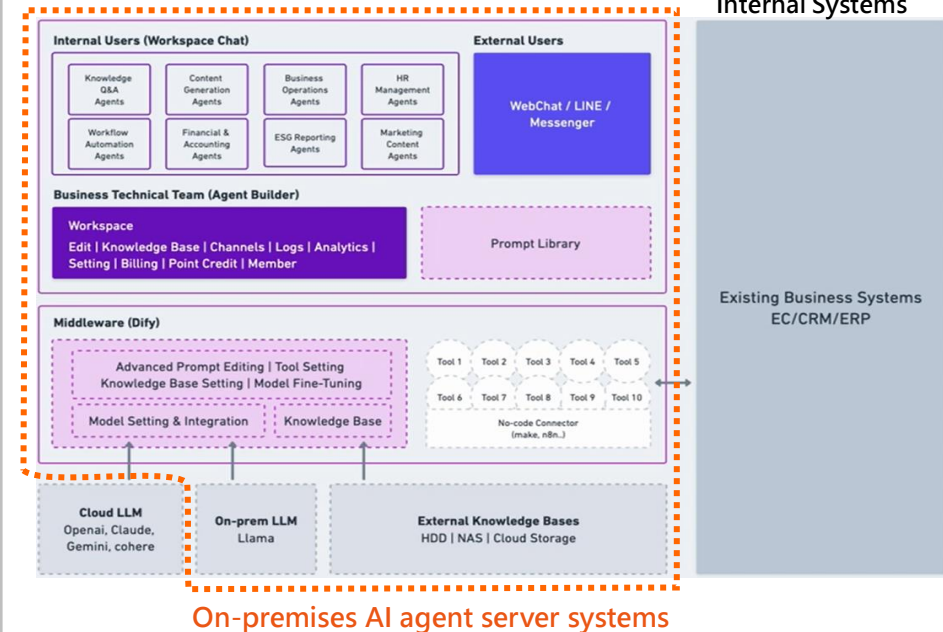 Internal Systems
Internal Users (Workspace Chat)
External Users
Knowledge
Q&A
Agents
Content
Generation
Agents
Business
Operations
Agents
HR
Management
Agents
Workflow
Automation
Agents
Financial &
Accounting
Agents
ESG Reporting
Agents
Marketing
Content
Agents
WebChat / LINE /
Messenger
Business Technical Team (Agent Builder)
Workspace
Edit | Knowledge Base | Channels | Logs | Analytics |
Setting | Billing | Point Credit | Member
Prompt Library
Existing Business Systems
EC/CRM/ERP
Middleware (Dify)
Advanced Prompt Editing | Tool Setting
Knowledge Base Setting | Model Fine-Tuning
Model Setting & Integration
Knowledge Base
Tool 1
Tool 2
Tool 3
Tool 4
Tool 5
Tool 6
Tool 7
Tool 8
Tool 9
Tool 10
No-code Connector
(make, n8n..)
Cloud LLM
Openai, Claude,
Gemini, cohere
On-prem LLM
Llama
External Knowledge Bases
HDD | NAS | Cloud Storage
On-premises AI agent server systems